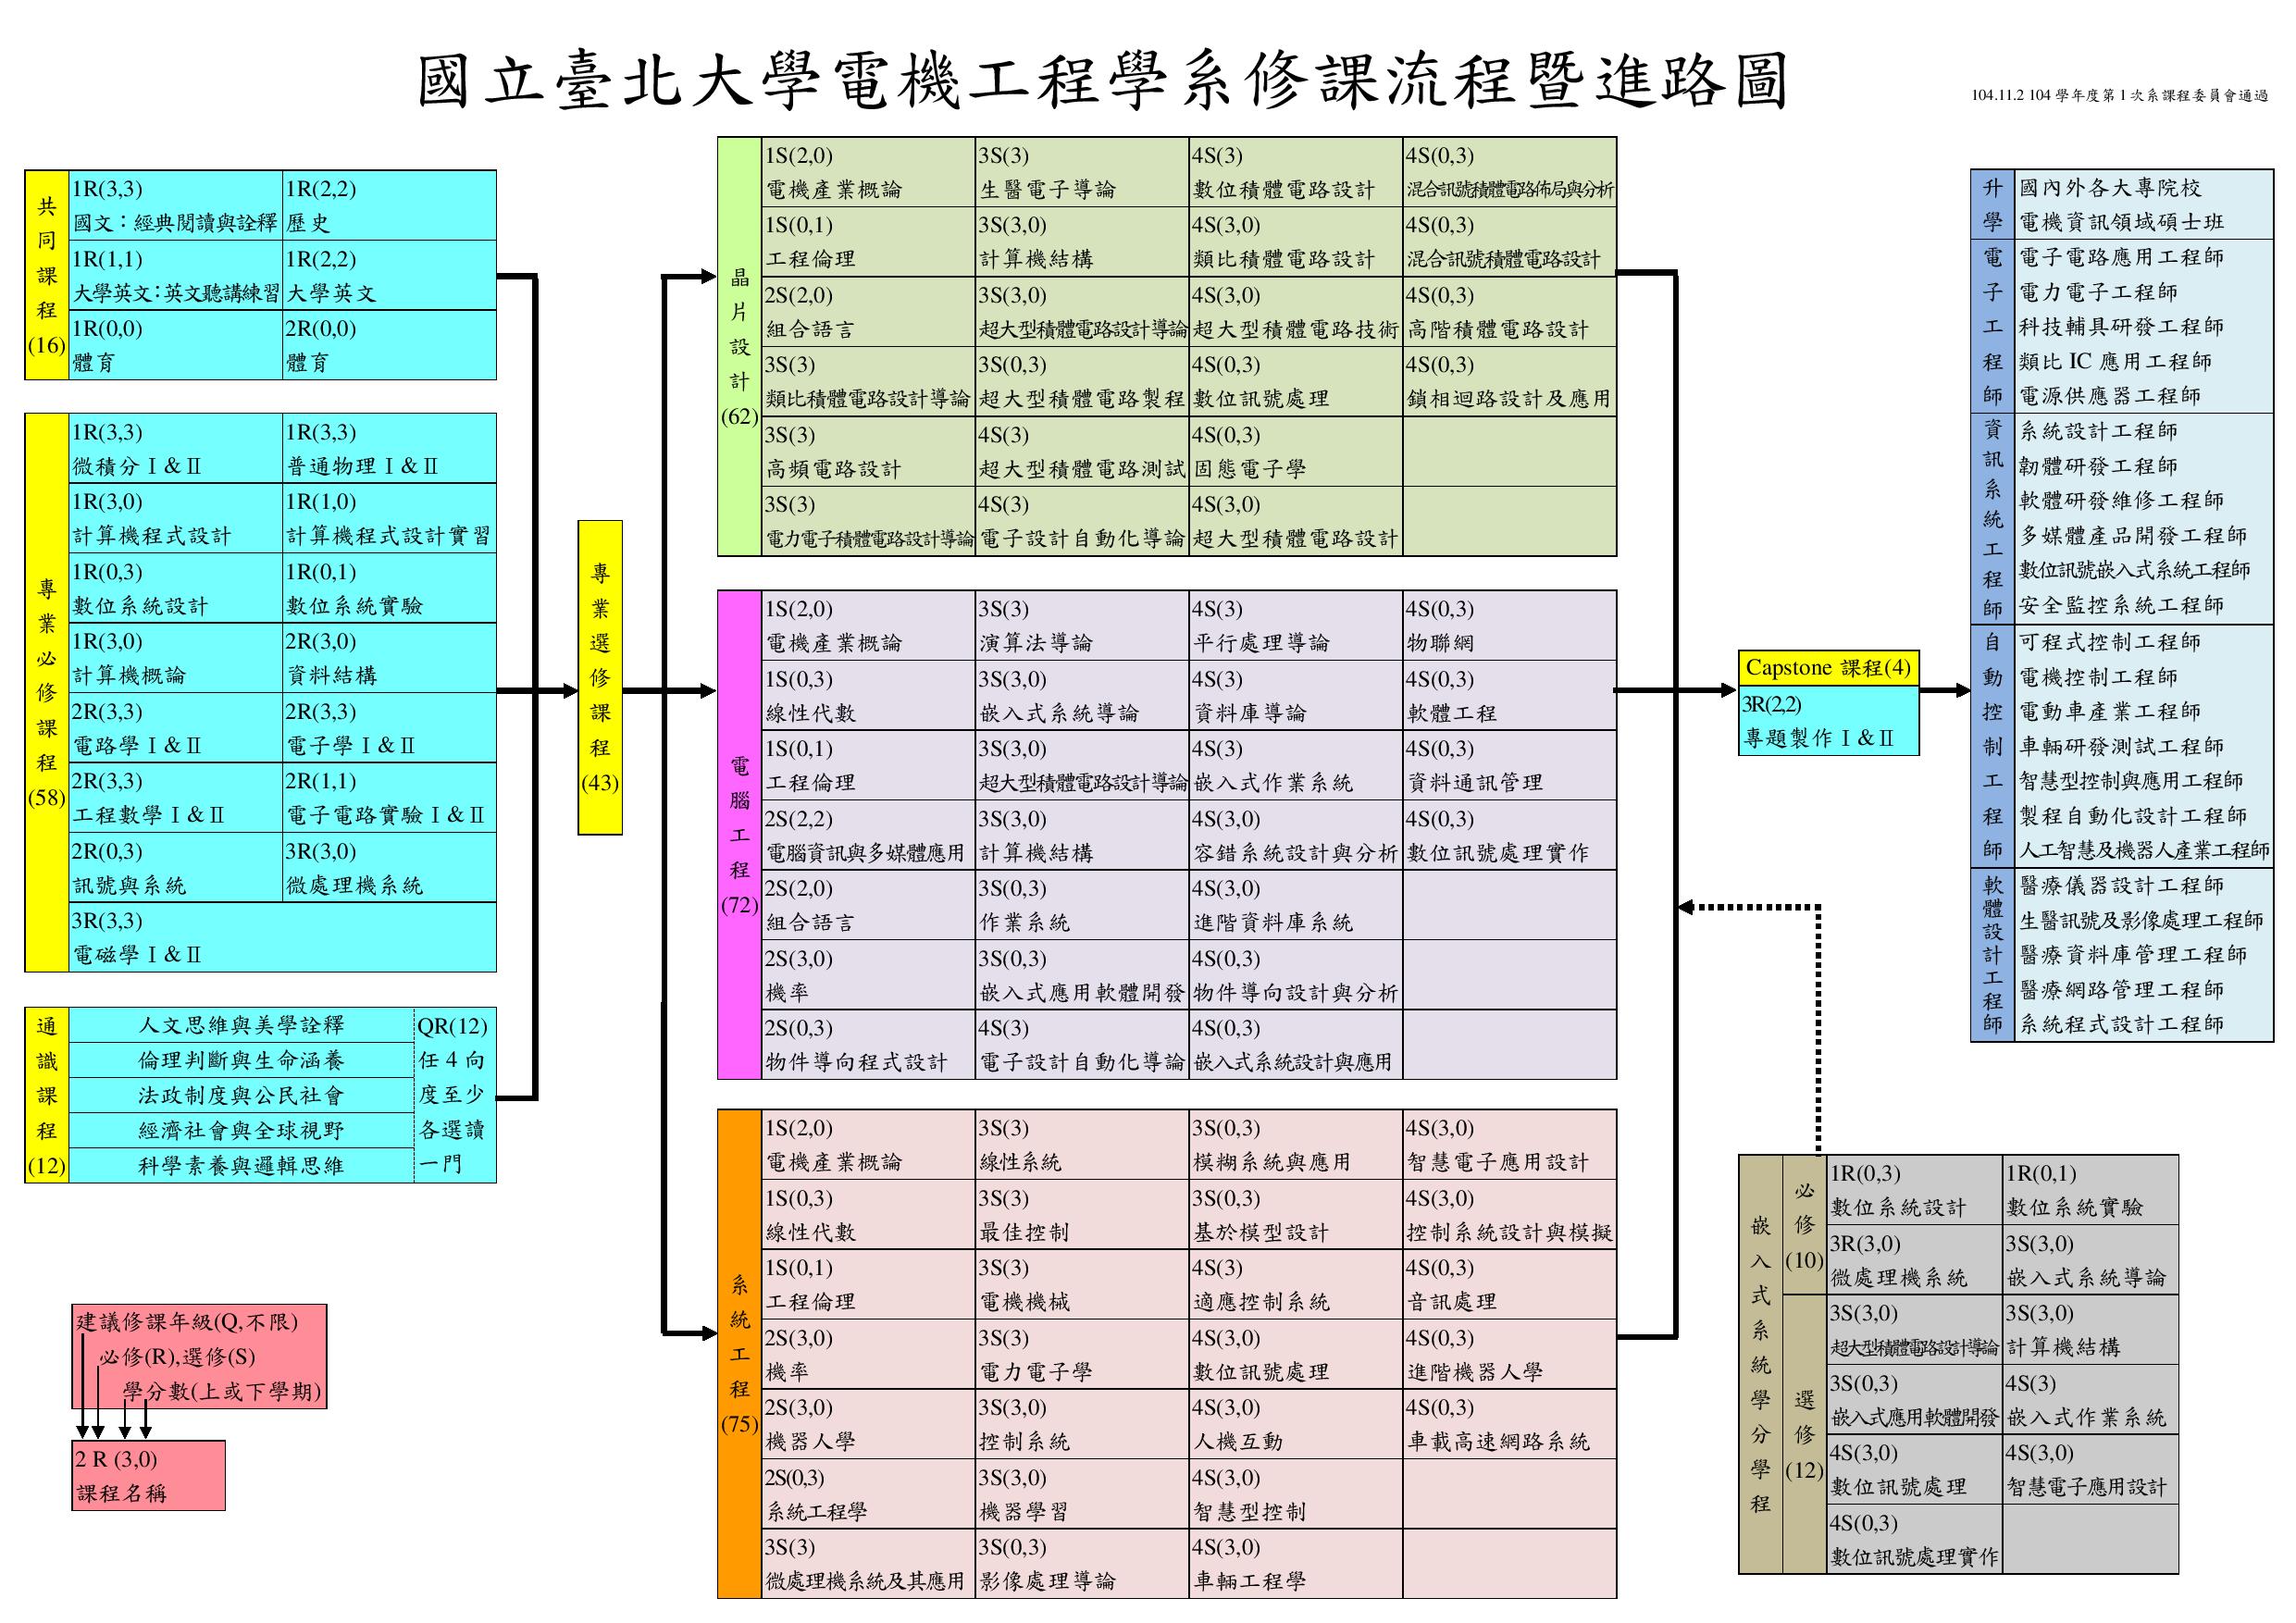 國立臺北大學電機工程學系修課流程暨進路圖
104.11.2 104 學年度第 1 次系課程委員會通過
共同課程(16)
1R(3,3)
國文：經典閱讀與詮釋
1R(2,2)
歷史
1R(1,1)
大學英文：英文聽講練習
1R(2,2)
大學英文
1R(0,0)
體育
2R(0,0)
體育
專業必修課程(58)
1R(3,3)
微積分Ⅰ&Ⅱ
1R(3,3)
普通物理Ⅰ&Ⅱ
1R(3,0)
計算機程式設計
1R(1,0)
計算機程式設計實習
1R(0,3)
數位系統設計
1R(0,1)
數位系統實驗
1R(3,0)
計算機概論
2R(3,0)
資料結構
2R(3,3)
電路學Ⅰ&Ⅱ
2R(3,3)
電子學Ⅰ&Ⅱ
2R(3,3)
工程數學Ⅰ&Ⅱ
2R(1,1)
電子電路實驗Ⅰ&Ⅱ
2R(0,3)
訊號與系統
3R(3,0)
微處理機系統
3R(3,3)
電磁學Ⅰ&Ⅱ
通識課程(12)
人文思維與美學詮釋
倫理判斷與生命涵養
法政制度與公民社會
經濟社會與全球視野
科學素養與邏輯思維
QR(12)
任 4 向
度至少
各選讀
一門
建議修課年級(Q,不限)
必修(R),選修(S)
學分數(上或下學期)
2 R (3,0)
課程名稱
專業選修課程(43)
晶片設計(62)
1S(2,0)
電機產業概論
3S(3)
生醫電子導論
4S(3)
數位積體電路設計
4S(0,3)
混合訊號積體電路佈局與分析
1S(0,1)
工程倫理
3S(3,0)
計算機結構
4S(3,0)
類比積體電路設計
4S(0,3)
混合訊號積體電路設計
2S(2,0)
組合語言
3S(3,0)
超大型積體電路設計導論
4S(3,0)
超大型積體電路技術
4S(0,3)
高階積體電路設計
3S(3)
類比積體電路設計導論
3S(0,3)
超大型積體電路製程
4S(0,3)
數位訊號處理
4S(0,3)
鎖相迴路設計及應用
3S(3)
高頻電路設計
4S(3)
超大型積體電路測試
4S(0,3)
固態電子學
3S(3)
電力電子積體電路設計導論
4S(3)
電子設計自動化導論
4S(3,0)
超大型積體電路設計
電腦工程(72)
1S(2,0)
電機產業概論
3S(3)
演算法導論
4S(3)
平行處理導論
4S(0,3)
物聯網
1S(0,3)
線性代數
3S(3,0)
嵌入式系統導論
4S(3)
資料庫導論
4S(0,3)
軟體工程
1S(0,1)
工程倫理
3S(3,0)
超大型積體電路設計導論
4S(3)
嵌入式作業系統
4S(0,3)
資料通訊管理
2S(2,2)
電腦資訊與多媒體應用
3S(3,0)
計算機結構
4S(3,0)
容錯系統設計與分析
4S(0,3)
數位訊號處理實作
2S(2,0)
組合語言
3S(0,3)
作業系統
4S(3,0)
進階資料庫系統
2S(3,0)
機率
3S(0,3)
嵌入式應用軟體開發
4S(0,3)
物件導向設計與分析
2S(0,3)
物件導向程式設計
4S(3)
電子設計自動化導論
4S(0,3)
嵌入式系統設計與應用
系統工程(75)
1S(2,0)
電機產業概論
3S(3)
線性系統
3S(0,3)
模糊系統與應用
4S(3,0)
智慧電子應用設計
1S(0,3)
線性代數
3S(3)
最佳控制
3S(0,3)
基於模型設計
4S(3,0)
控制系統設計與模擬
1S(0,1)
工程倫理
3S(3)
電機機械
4S(3)
適應控制系統
4S(0,3)
音訊處理
2S(3,0)
機率
3S(3)
電力電子學
4S(3,0)
數位訊號處理
4S(0,3)
進階機器人學
2S(3,0)
機器人學
3S(3,0)
控制系統
4S(3,0)
人機互動
4S(0,3)
車載高速網路系統
2S(0,3)
系統工程學
3S(3,0)
機器學習
4S(3,0)
智慧型控制
3S(3)
微處理機系統及其應用
3S(0,3)
影像處理導論
4S(3,0)
車輛工程學
Capstone 課程(4)
3R(2,2)
專題製作Ⅰ&Ⅱ
升學
國內外各大專院校
電機資訊領域碩士班
電子工程師
電子電路應用工程師
電力電子工程師
科技輔具研發工程師
類比 IC 應用工程師
電源供應器工程師
資訊系統工程師
系統設計工程師
韌體研發工程師
軟體研發維修工程師
多媒體產品開發工程師
數位訊號嵌入式系統工程師
安全監控系統工程師
自動控制工程師
可程式控制工程師
電機控制工程師
電動車產業工程師
車輛研發測試工程師
智慧型控制與應用工程師
製程自動化設計工程師
人工智慧及機器人產業工程師
軟體設計工程師
醫療儀器設計工程師
生醫訊號及影像處理工程師
醫療資料庫管理工程師
醫療網路管理工程師
系統程式設計工程師
嵌入式系統學分學程
必修(10)
1R(0,3)
數位系統設計
1R(0,1)
數位系統實驗
3R(3,0)
微處理機系統
3S(3,0)
嵌入式系統導論
選修(12)
3S(3,0)
超大型積體電路設計導論
3S(3,0)
計算機結構
3S(0,3)
嵌入式應用軟體開發
4S(3)
嵌入式作業系統
4S(3,0)
數位訊號處理
4S(3,0)
智慧電子應用設計
4S(0,3)
數位訊號處理實作